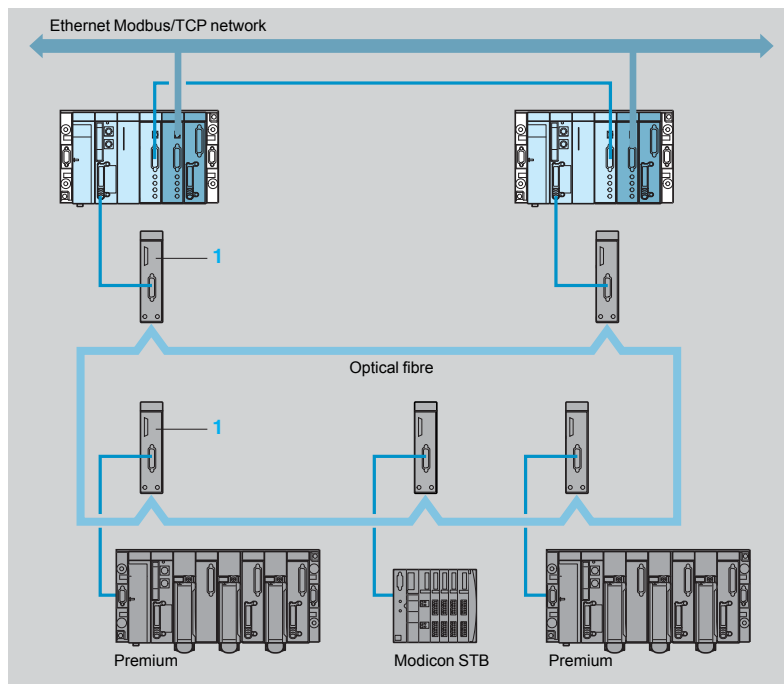 Ethernet Modbus/TCP network
1
Optical fibre
1
Premium
Modicon STB
Premium